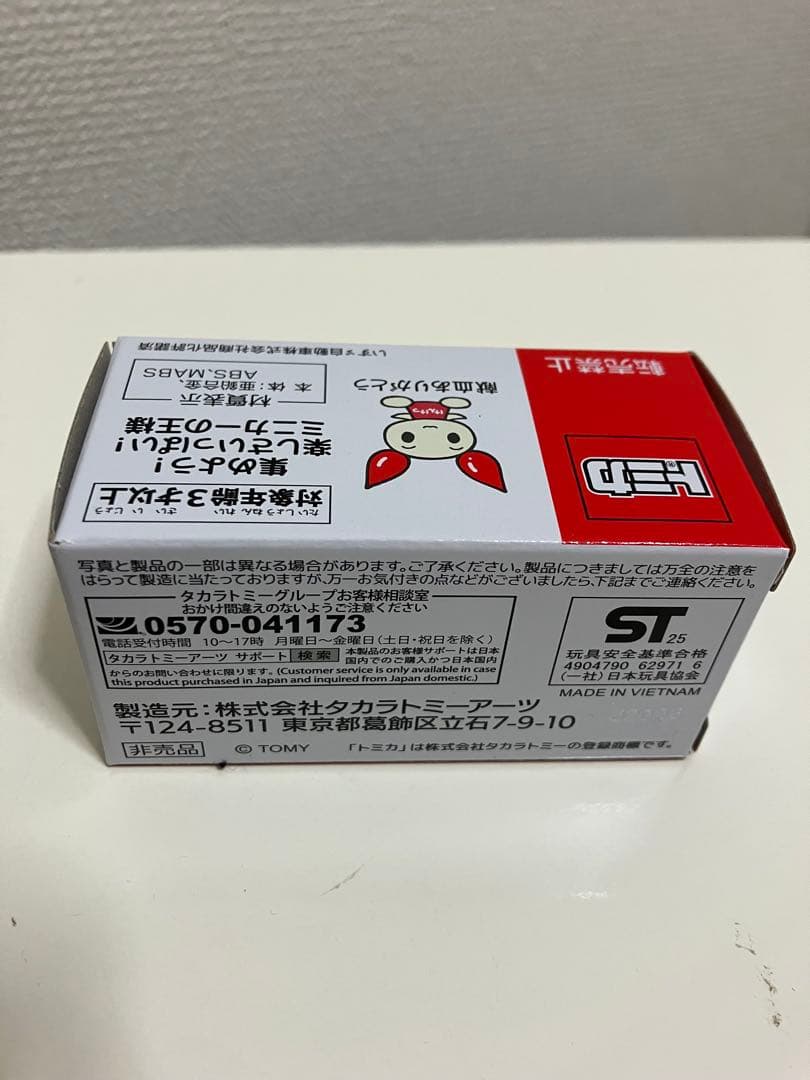 転売禁止
トミカ
献血ありがとう
けんけつ
いすゞ自動車株式会社商品化許諾済
材質表示
本体:亜鉛合金、
ABS、MABS
集めよう!
楽しさいっぱい!
ミニカーの王様
たいしょうねんれい さい いじょう
対象年齢3才以上
写真と製品の一部は異なる場合があります。ご了承ください。製品につきましては万全の注意を
はらって製造に当たっておりますが、万一お気付きの点などがございましたら、下記までご連絡ください。
タカラトミーグループお客様相談室
おかけ間違えのないようご注意ください
0570-041173
電話受付時間 10〜17時 月曜日〜金曜日(土日・祝日を除く)
タカラトミーアーツ サポート 検索
本製品のお客様サポートは日本
国内でのご購入かつ日本国内
からのお問い合わせに限ります。(Customer service is only available in case
this product purchased in Japan and inquired from Japan domestic.)
ST 25
玩具安全基準合格
4904790 62971 6
(一社)日本玩具協会
MADE IN VIETNAM
製造元:株式会社タカラトミーアーツ
〒124-8511 東京都葛飾区立石7-9-10
非売品 © TOMY 「トミカ」は株式会社タカラトミーの登録商標です。